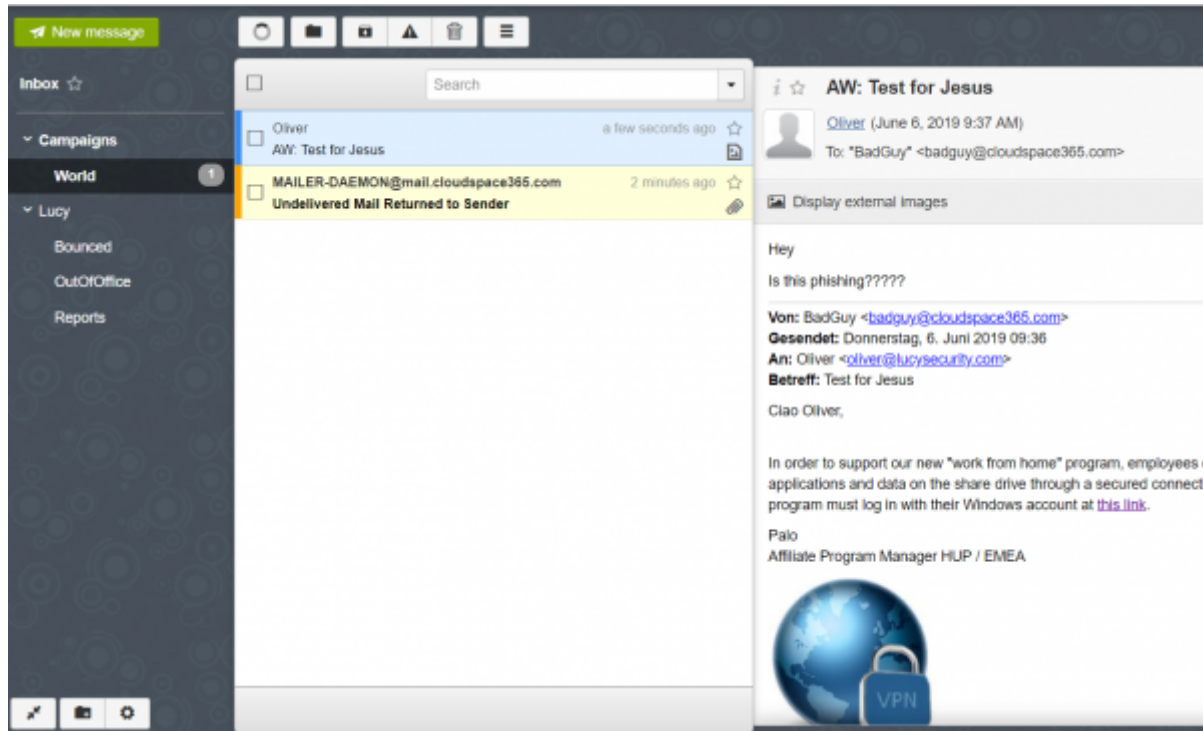 New message
Inbox
Campaigns
World 1
Lucy
Bounced
OutOfOffice
Reports
Search
Oliver a few seconds ago
AW: Test for Jesus
MAILER-DAEMON@mail.cloudspace365.com 2 minutes ago
Undelivered Mail Returned to Sender
AW: Test for Jesus
Oliver (June 6, 2019 9:37 AM)
To: "BadGuy" <badguy@cloudspace365.com>
Display external images
Hey
Is this phishing?????
Von: BadGuy <badguy@cloudspace365.com>
Gesendet: Donnerstag, 6. Juni 2019 09:36
An: Oliver <oliver@lucysecurity.com>
Betreff: Test for Jesus
Ciao Oliver,
In order to support our new "work from home" program, employees
applications and data on the share drive through a secured connect
program must log in with their Windows account at this link.
Palo
Affiliate Program Manager HUP / EMEA
VPN